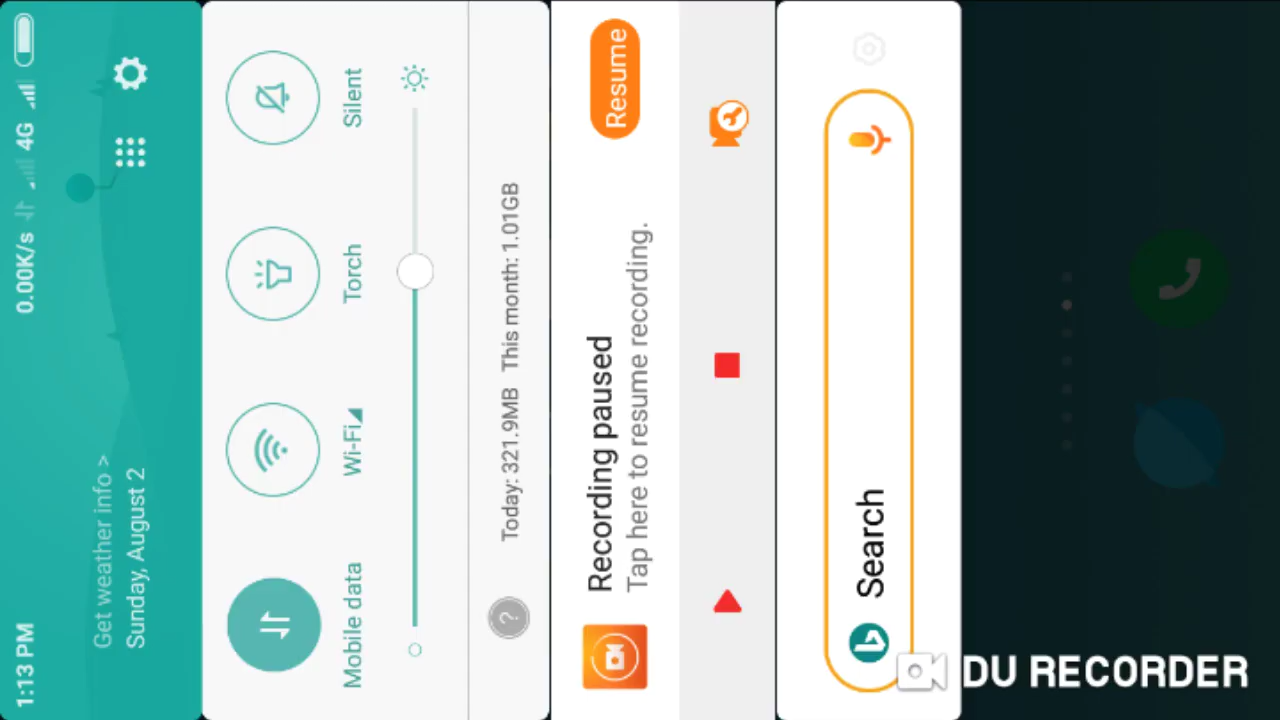 1:13 PM 0.00K/s 4G
Get weather info >
Sunday, August 2
Mobile data Wi-Fi Torch Silent
Today: 321.9MB This month: 1.01GB
?
Recording paused
Tap here to resume recording.
Resume
Search
DU RECORDER